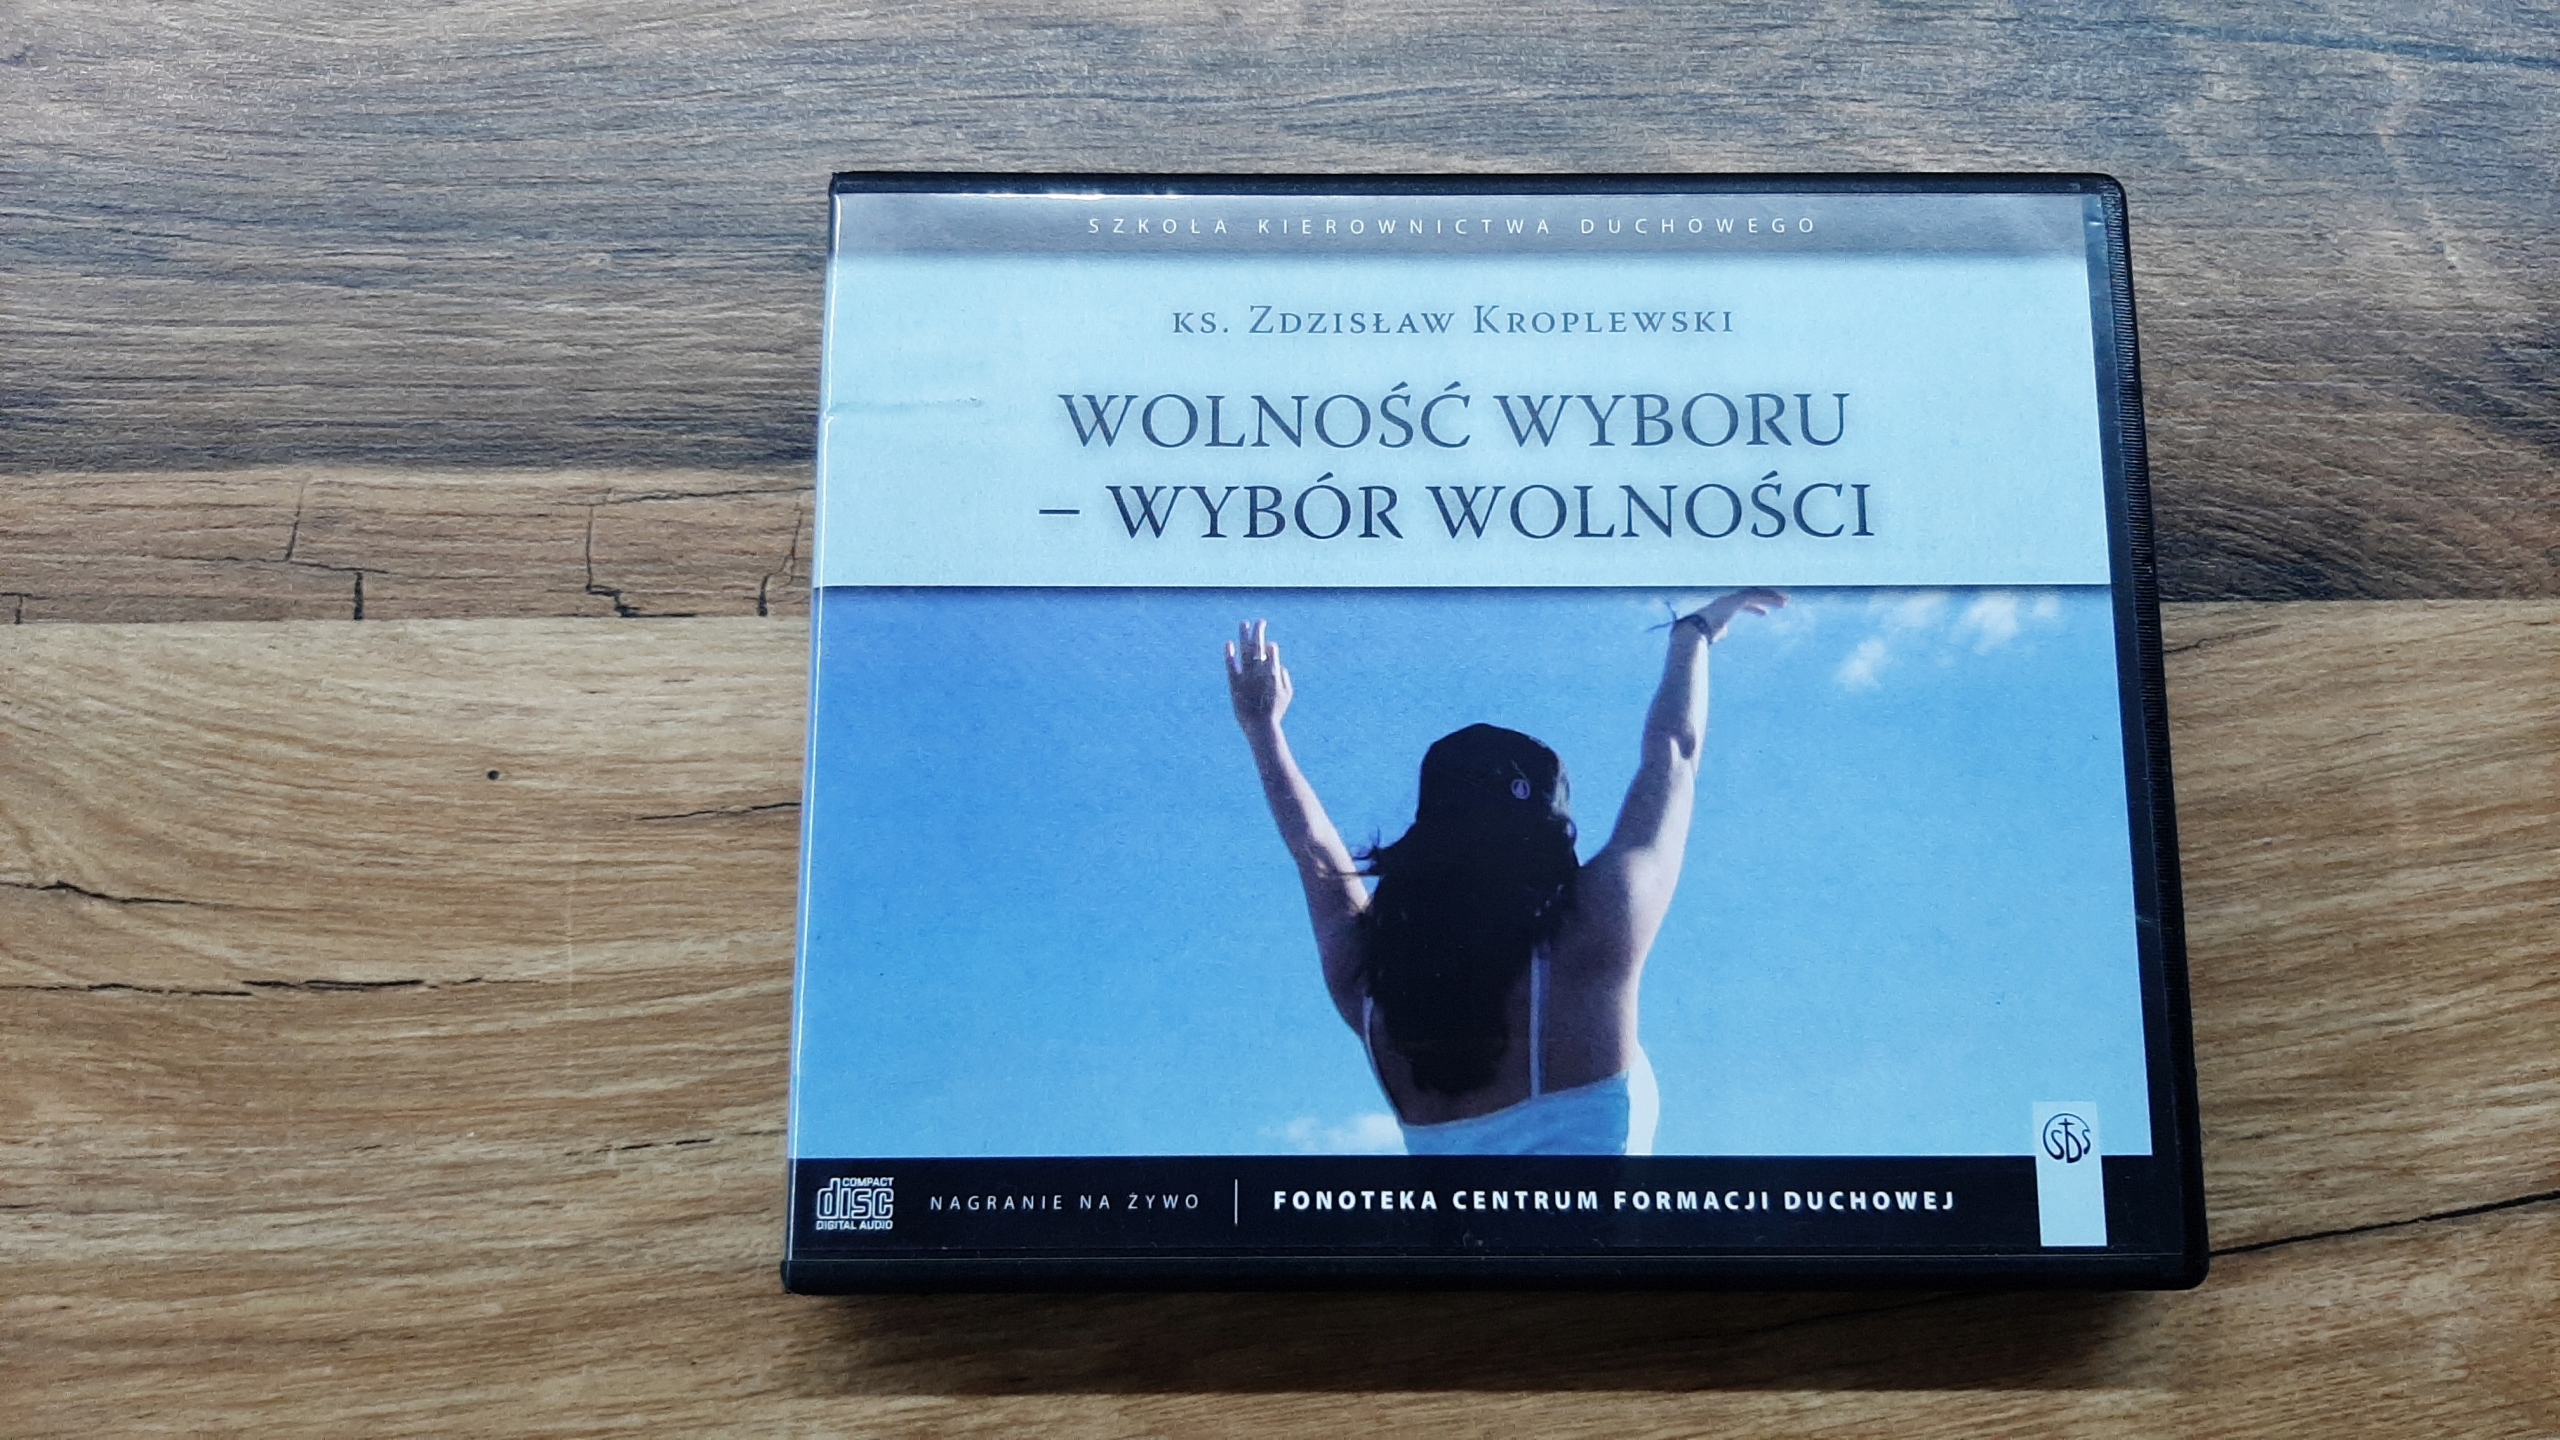 SZKOŁA KIEROWNICTWA DUCHOWEGO
KS. ZDZISŁAW KROPLEWSKI
WOLNOŚĆ WYBORU
– WYBÓR WOLNOŚCI
SDS
COMPACT
disc
DIGITAL AUDIO
NAGRANIE NA ŻYWO
FONOTEKA CENTRUM FORMACJI DUCHOWEJ